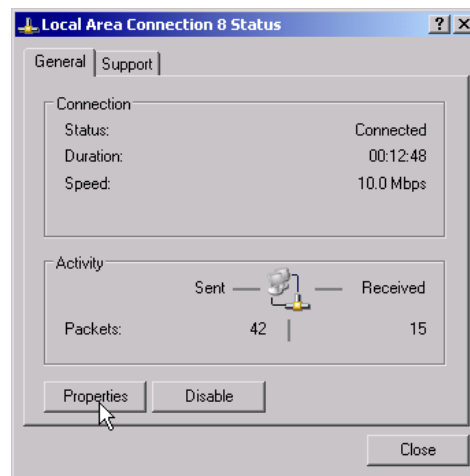 Local Area Connection 8 Status
General Support
Connection
Status: Connected
Duration: 00:12:48
Speed: 10.0 Mbps
Activity
Sent Received
Packets: 42 15
Properties Disable
Close